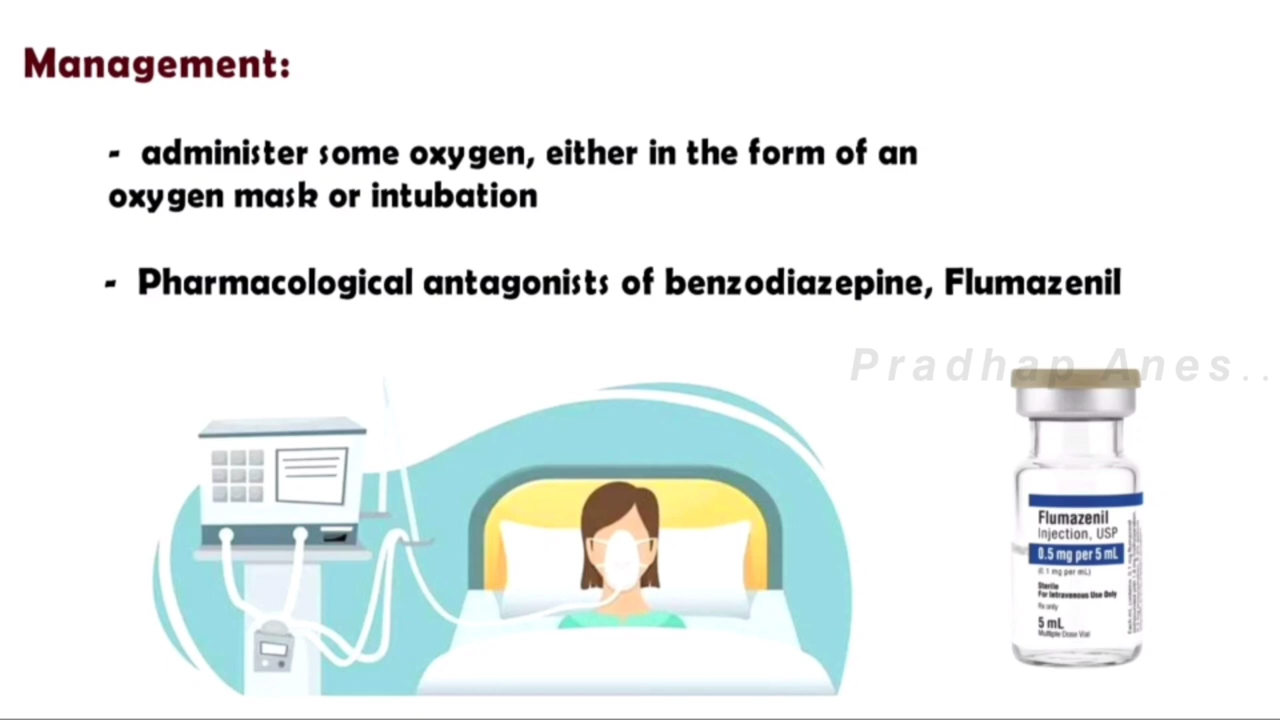 Management:
- administer some oxygen, either in the form of an
oxygen mask or intubation
- Pharmacological antagonists of benzodiazepine, Flumazenil
Pradhap Anes..
Flumazenil
Injection, USP
0.5 mg per 5 mL
(0.1 mg per mL)
Sterile
For Intravenous Use Only
Rx only
5 mL
Multiple Dose Vial